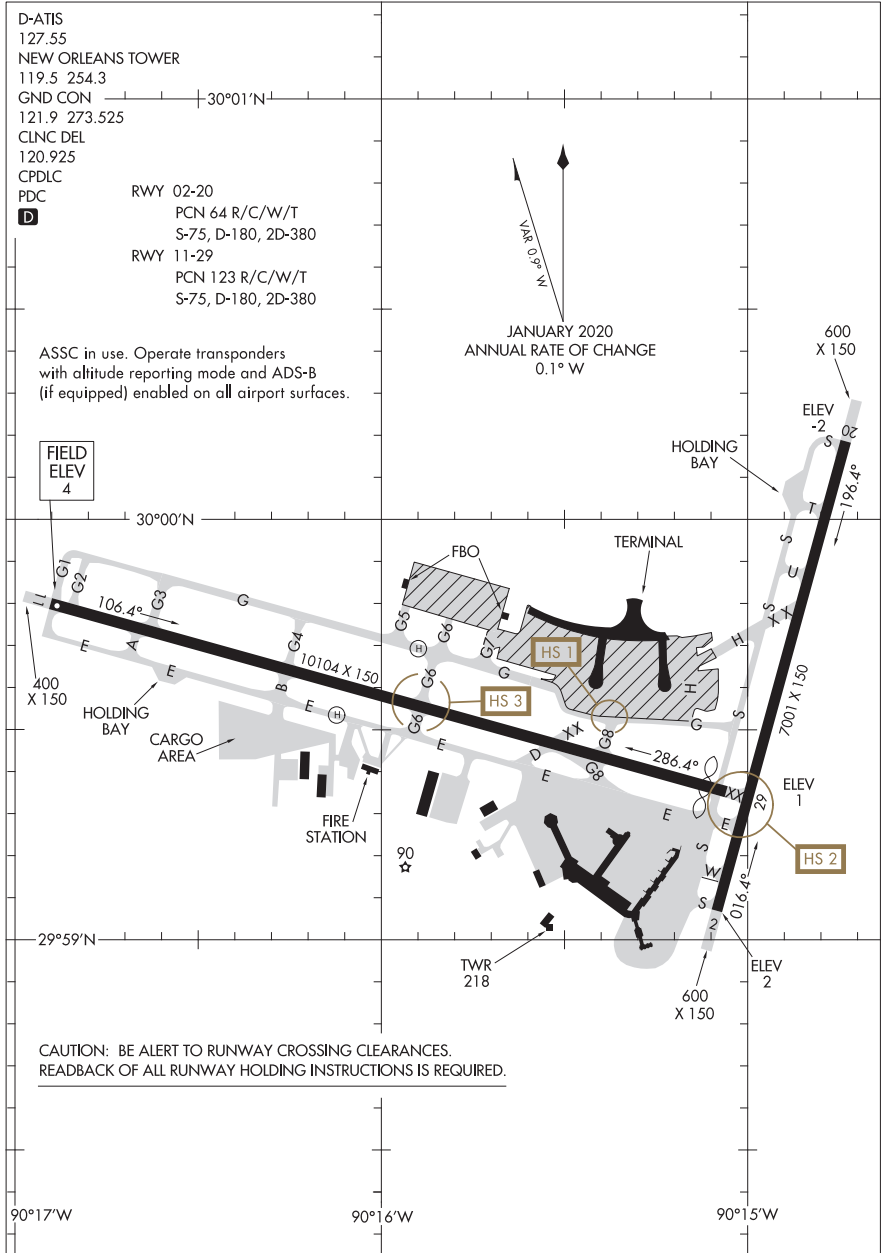 D-ATIS
127.55
NEW ORLEANS TOWER
119.5 254.3
GND CON
121.9 273.525
CLNC DEL
120.925
CPDLC
PDC
D
30°01'N
RWY 02-20
PCN 64 R/C/W/T
S-75, D-180, 2D-380
RWY 11-29
PCN 123 R/C/W/T
S-75, D-180, 2D-380
VAR 0.9° W
JANUARY 2020
ANNUAL RATE OF CHANGE
0.1° W
ASSC in use. Operate transponders
with altitude reporting mode and ADS-B
(if equipped) enabled on all airport surfaces.
600
X 150
ELEV
-2
20
S
HOLDING
BAY
196.4°
FIELD
ELEV
4
30°00'N
T
S
U
S
XX
H
S
7001 X 150
FBO
TERMINAL
G1
G2
G3
G
11
106.4°
E
A
E
G4
B
E
10104 X 150
G5
G6
H
G6
G7
G
HS 1
H
G
HS 3
G6
400
X 150
HOLDING
BAY
CARGO
AREA
H
E
D
XX
G8
G8
E
286.4°
XX
29
ELEV
1
E
E
HS 2
S
W
S
2
016.4°
FIRE
STATION
90
29°59'N
TWR
218
ELEV
2
600
X 150
CAUTION: BE ALERT TO RUNWAY CROSSING CLEARANCES.
READBACK OF ALL RUNWAY HOLDING INSTRUCTIONS IS REQUIRED.
90°17'W
90°16'W
90°15'W